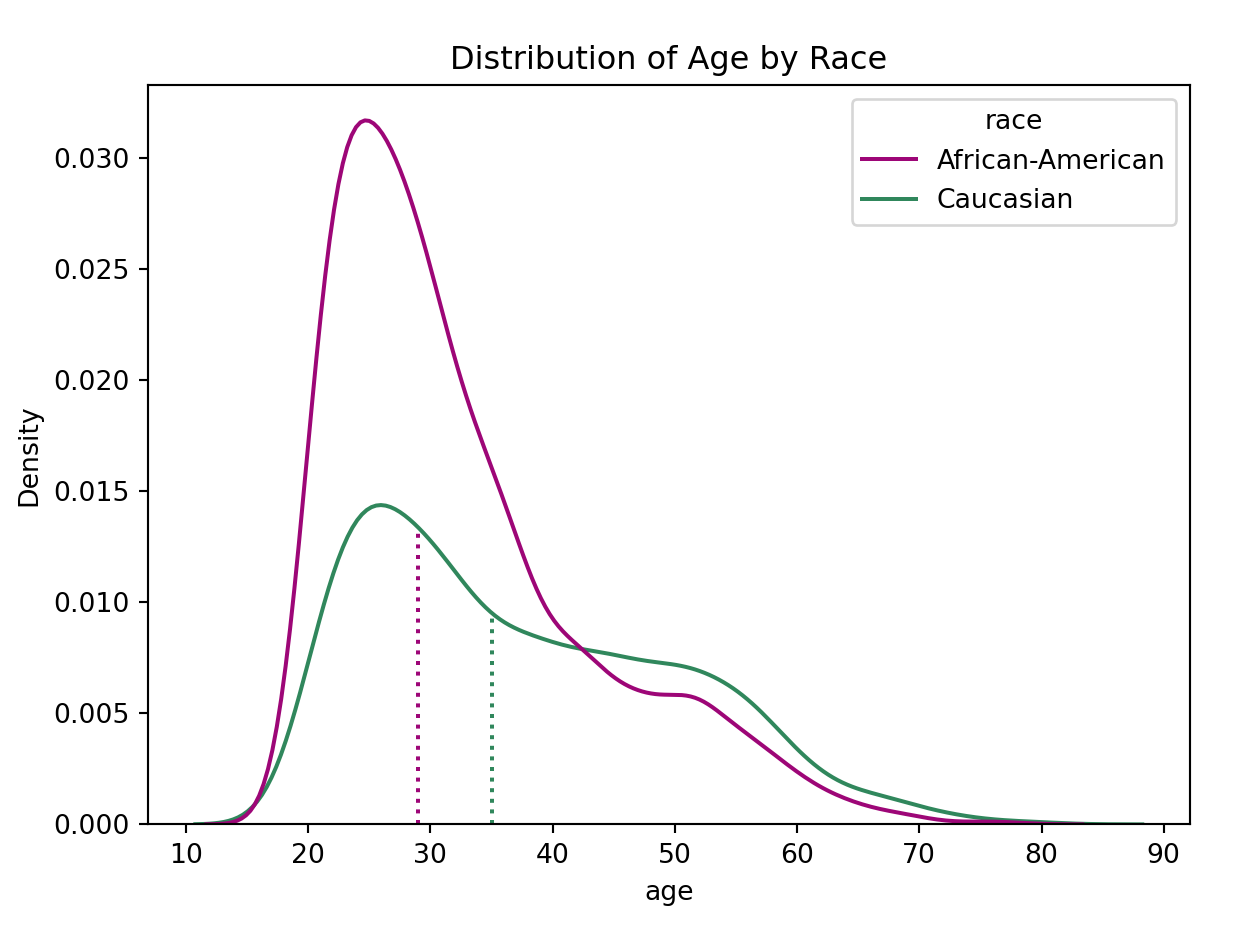 Distribution of Age by Race
race
African-American
Caucasian
Density
0.030
0.025
0.020
0.015
0.010
0.005
0.000
10 20 30 40 50 60 70 80 90
age